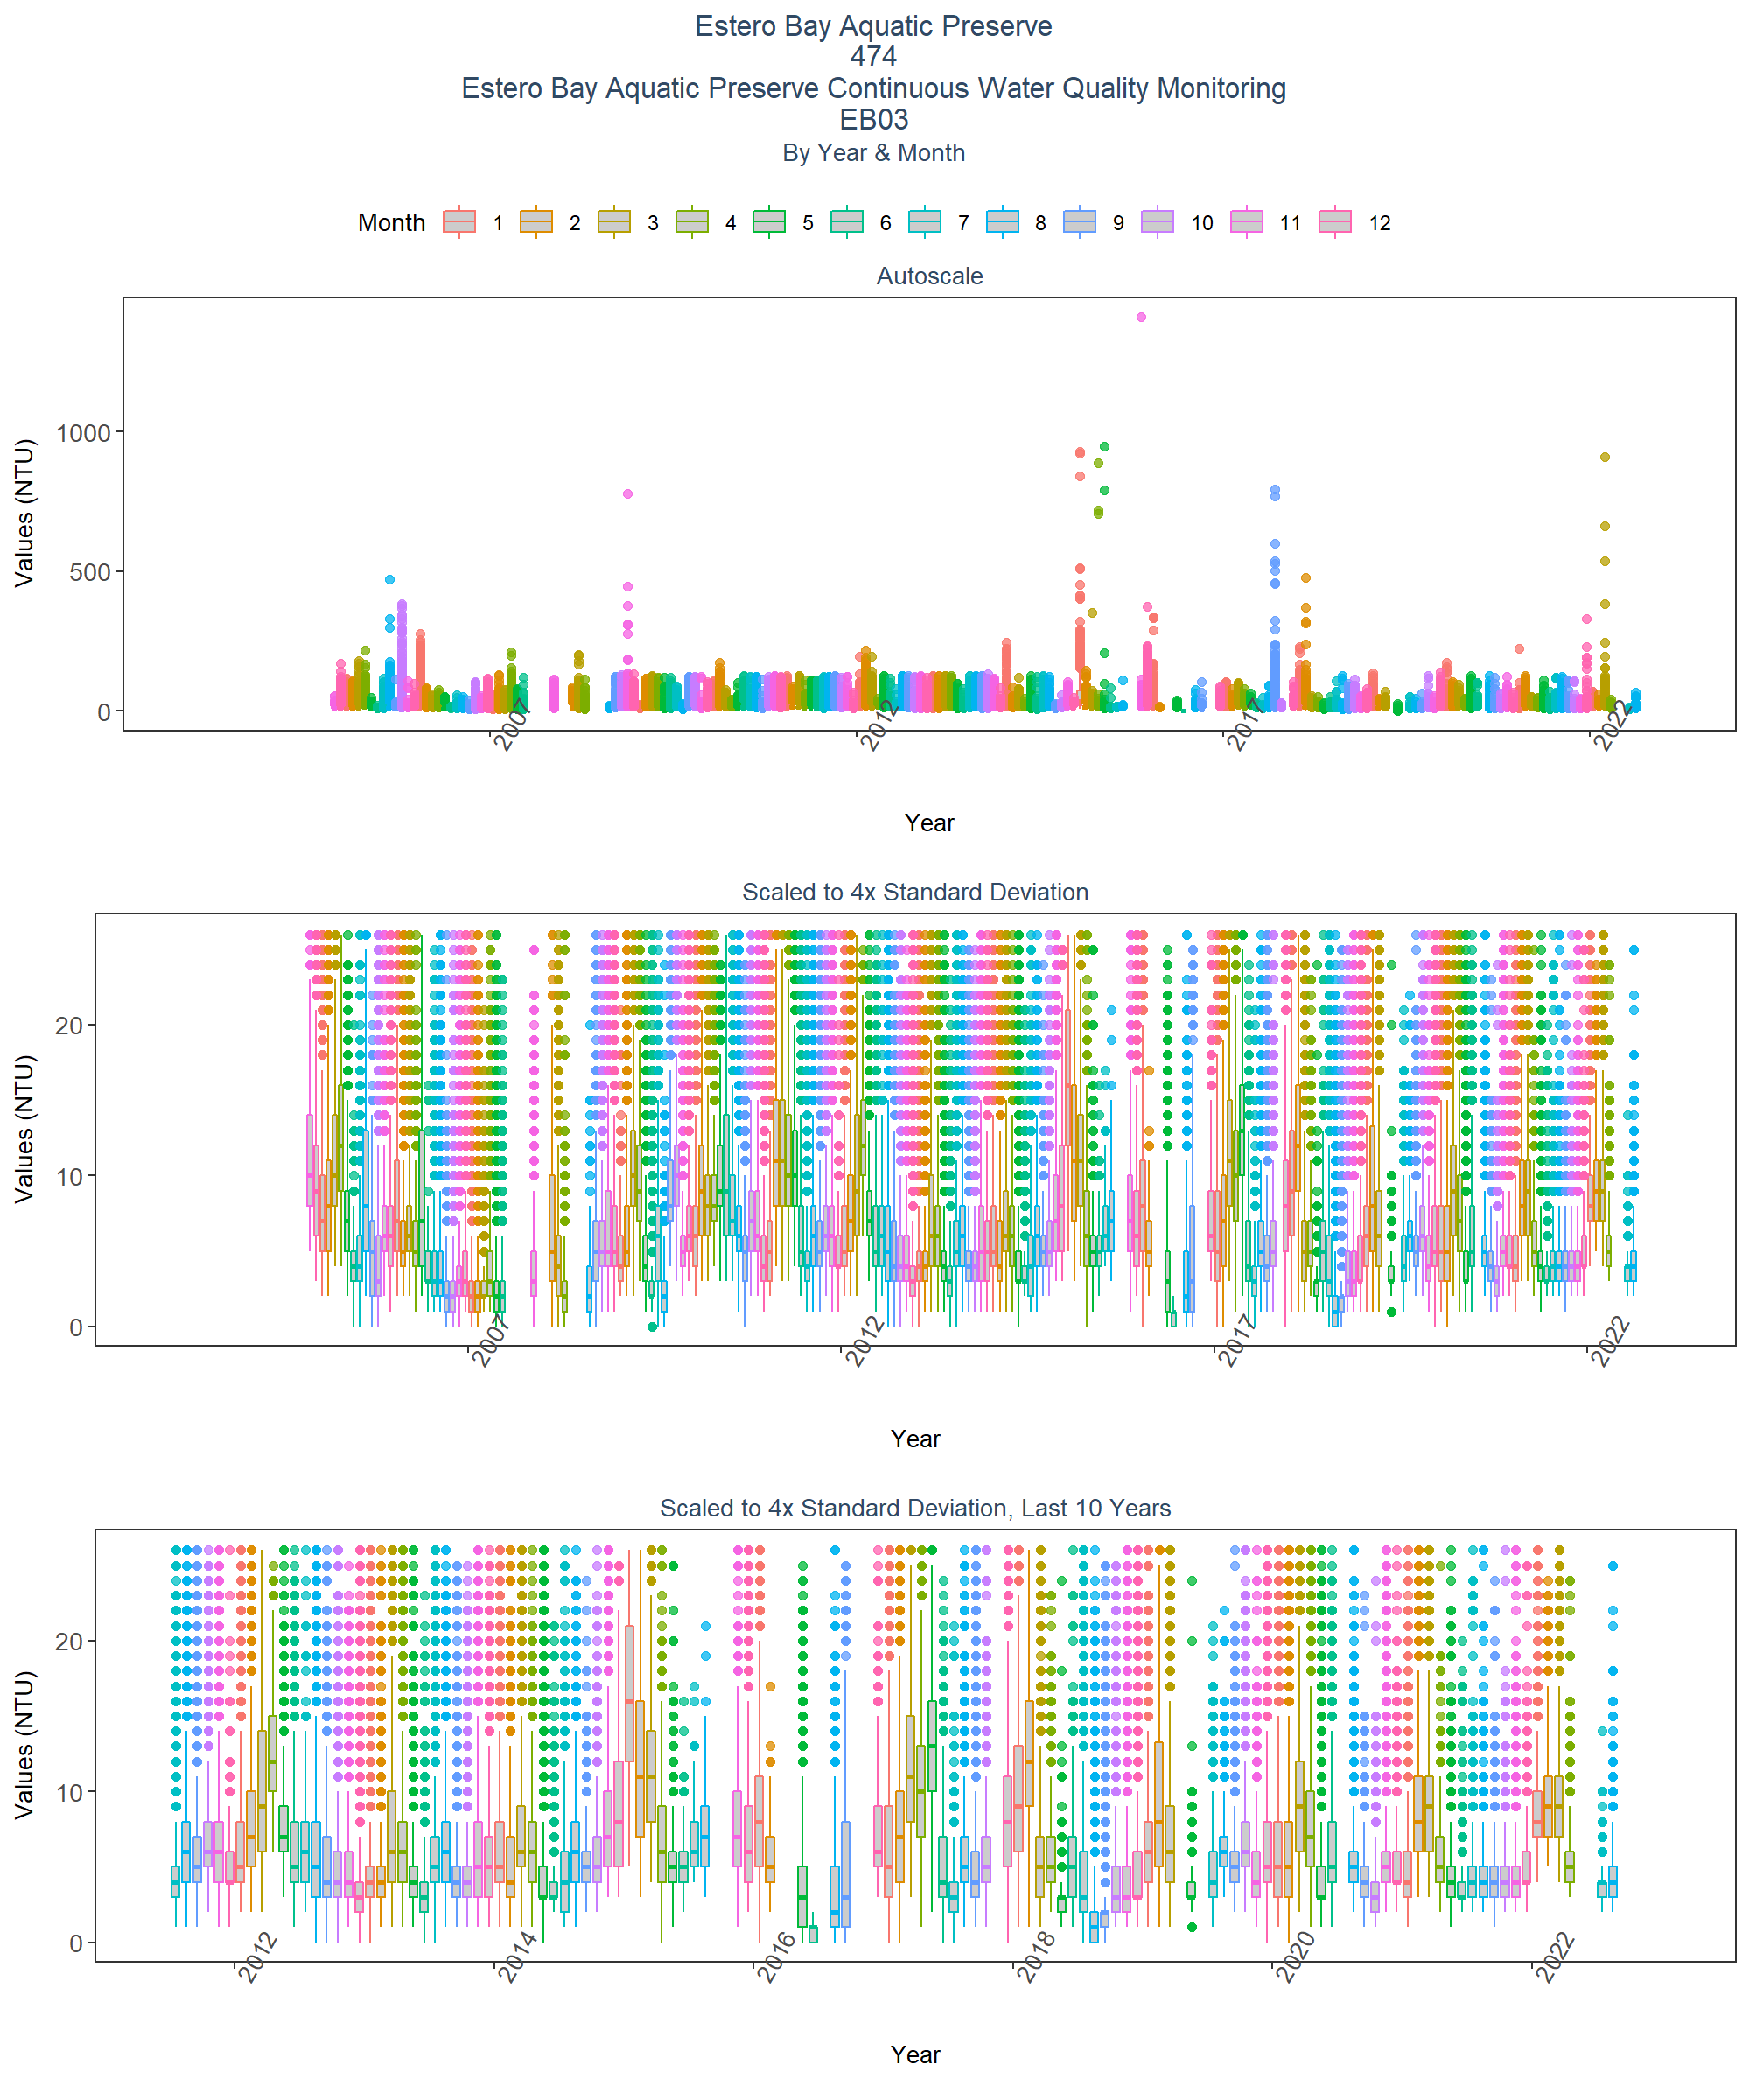 Estero Bay Aquatic Preserve
474
Estero Bay Aquatic Preserve Continuous Water Quality Monitoring
EB03
By Year & Month
Month 1 2 3 4 5 6 7 8 9 10 11 12
Autoscale
Values (NTU)
1000
500
0
2007 2012 2017 2022
Year
Scaled to 4x Standard Deviation
Values (NTU)
20
10
0
2007 2012 2017 2022
Year
Scaled to 4x Standard Deviation, Last 10 Years
Values (NTU)
20
10
0
2012 2014 2016 2018 2020 2022
Year